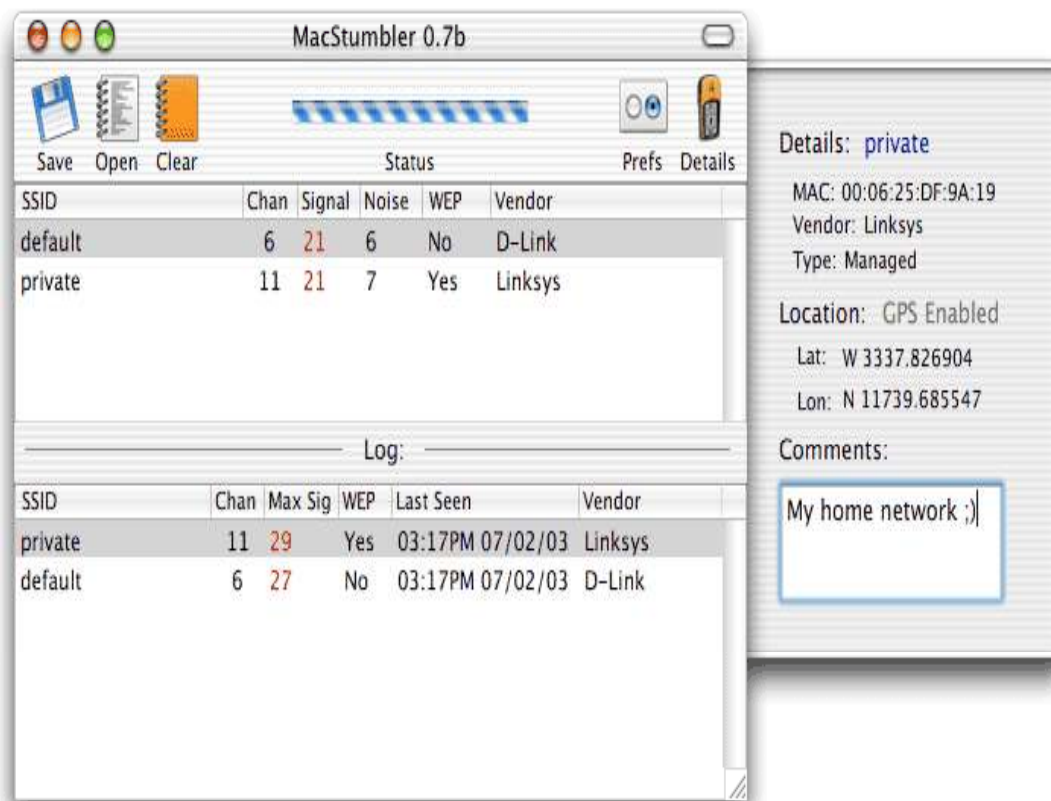 MacStumbler 0.7b
Save Open Clear Status Prefs Details
SSID Chan Signal Noise WEP Vendor
default 6 21 6 No D-Link
private 11 21 7 Yes Linksys
Log:
SSID Chan Max Sig WEP Last Seen Vendor
private 11 29 Yes 03:17PM 07/02/03 Linksys
default 6 27 No 03:17PM 07/02/03 D-Link
Details: private
MAC: 00:06:25:DF:9A:19
Vendor: Linksys
Type: Managed
Location: GPS Enabled
Lat: W 3337.826904
Lon: N 11739.685547
Comments:
My home network ;)